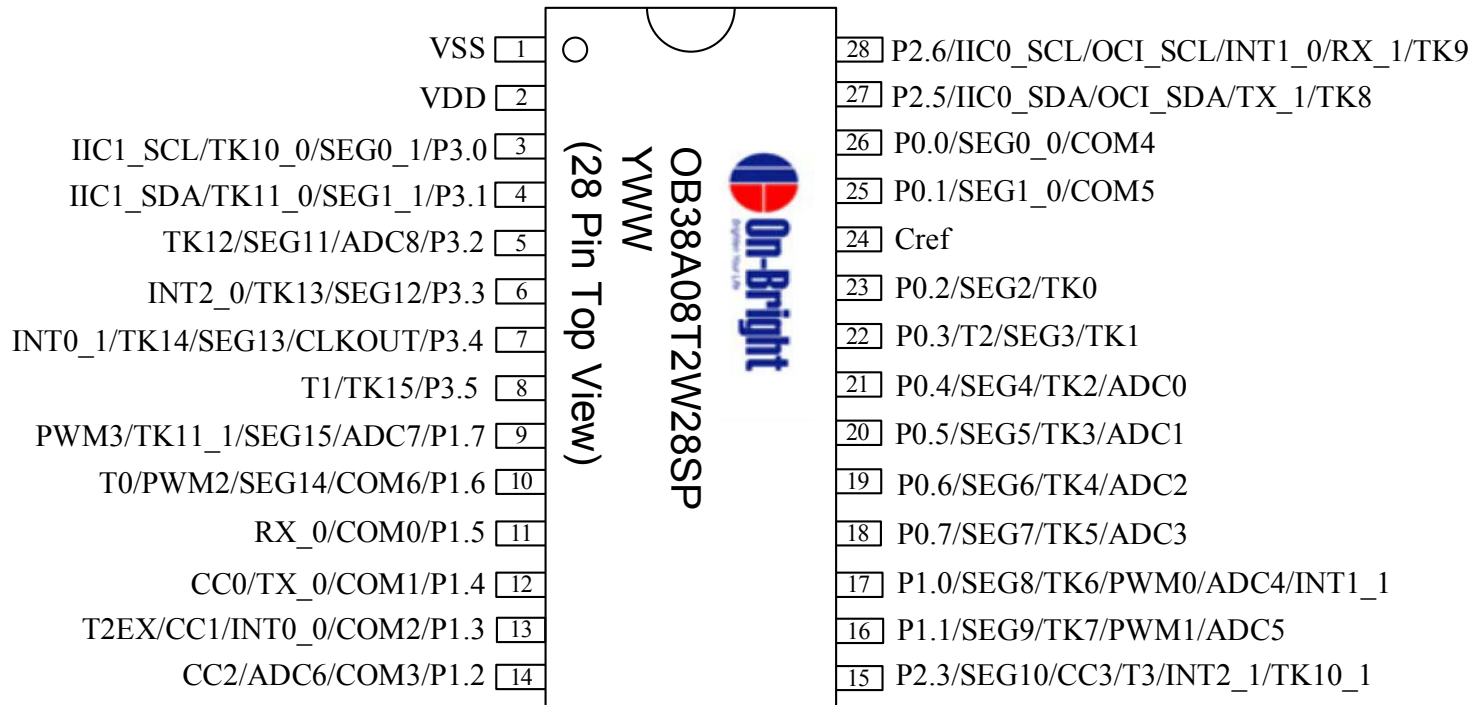 VSS 1
VDD 2
IIC1_SCL/TK10_0/SEG0_1/P3.0 3
IIC1_SDA/TK11_0/SEG1_1/P3.1 4
TK12/SEG11/ADC8/P3.2 5
INT2_0/TK13/SEG12/P3.3 6
INT0_1/TK14/SEG13/CLKOUT/P3.4 7
T1/TK15/P3.5 8
PWM3/TK11_1/SEG15/ADC7/P1.7 9
T0/PWM2/SEG14/COM6/P1.6 10
RX_0/COM0/P1.5 11
CC0/TX_0/COM1/P1.4 12
T2EX/CC1/INT0_0/COM2/P1.3 13
CC2/ADC6/COM3/P1.2 14
On-Bright
Brighten Your Life
OB38A08T2W28SP
YWW
(28 Pin Top View)
28 P2.6/IIC0_SCL/OCI_SCL/INT1_0/RX_1/TK9
27 P2.5/IIC0_SDA/OCI_SDA/TX_1/TK8
26 P0.0/SEG0_0/COM4
25 P0.1/SEG1_0/COM5
24 Cref
23 P0.2/SEG2/TK0
22 P0.3/T2/SEG3/TK1
21 P0.4/SEG4/TK2/ADC0
20 P0.5/SEG5/TK3/ADC1
19 P0.6/SEG6/TK4/ADC2
18 P0.7/SEG7/TK5/ADC3
17 P1.0/SEG8/TK6/PWM0/ADC4/INT1_1
16 P1.1/SEG9/TK7/PWM1/ADC5
15 P2.3/SEG10/CC3/T3/INT2_1/TK10_1